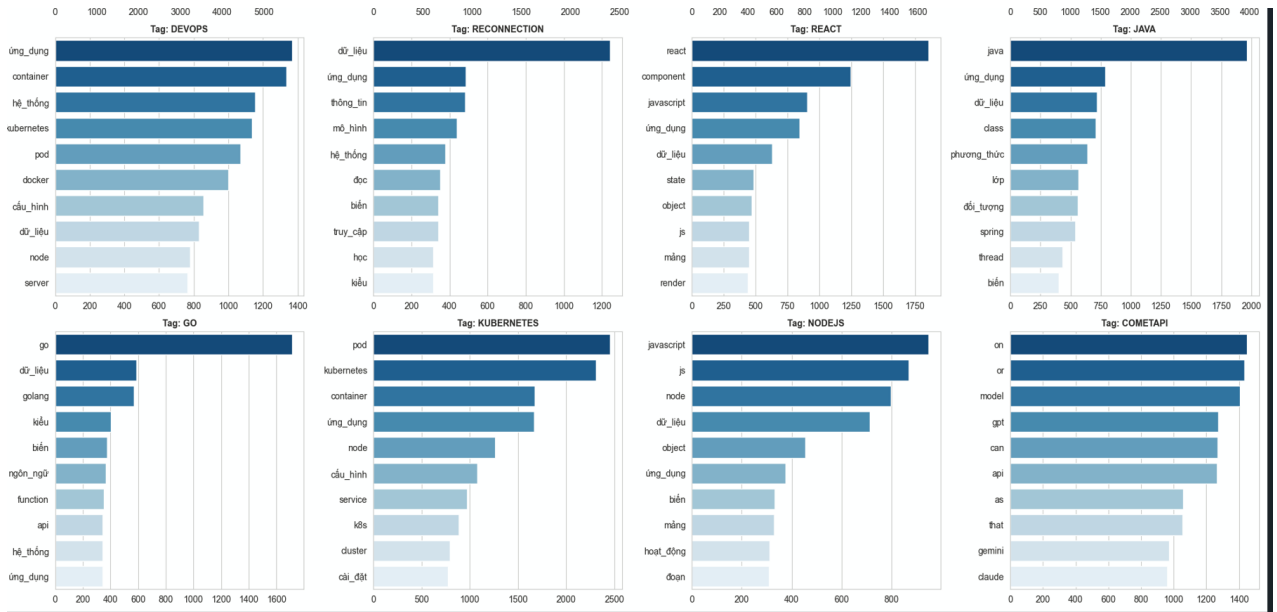 0 1000 2000 3000 4000 5000
0 500 1000 1500 2000 2500
0 200 400 600 800 1000 1200 1400 1600
0 500 1000 1500 2000 2500 3000 3500 4000
Tag: DEVOPS
ứng_dụng
container
hệ_thống
kubernetes
pod
docker
cấu_hình
dữ_liệu
node
server
0 200 400 600 800 1000 1200 1400
Tag: RECONNECTION
dữ_liệu
ứng_dụng
thông_tin
mô_hình
hệ_thống
đọc
biến
truy_cập
học
kiểu
0 200 400 600 800 1000 1200
Tag: REACT
react
component
javascript
ứng_dụng
dữ_liệu
state
object
js
mảng
render
0 250 500 750 1000 1250 1500 1750
Tag: JAVA
java
ứng_dụng
dữ_liệu
class
phương_thức
lớp
đối_tượng
spring
thread
biến
0 250 500 750 1000 1250 1500 1750 2000
Tag: GO
go
dữ_liệu
golang
kiểu
biến
ngôn_ngữ
function
api
hệ_thống
ứng_dụng
0 200 400 600 800 1000 1200 1400 1600
Tag: KUBERNETES
pod
kubernetes
container
ứng_dụng
node
cấu_hình
service
k8s
cluster
cài_đặt
0 500 1000 1500 2000 2500
Tag: NODEJS
javascript
js
node
dữ_liệu
object
ứng_dụng
biến
mảng
hoạt_động
đoạn
0 200 400 600 800
Tag: COMETAPI
on
or
model
gpt
can
api
as
that
gemini
claude
0 200 400 600 800 1000 1200 1400